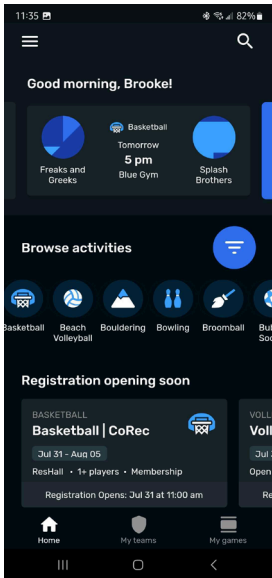 11:35
82%
Good morning, Brooke!
Basketball
Tomorrow
5 pm
Blue Gym
Freaks and
Greeks
Splash
Brothers
Browse activities
Basketball
Beach
Volleyball
Bouldering
Bowling
Broomball
Bu
Soc
Registration opening soon
BASKETBALL
Basketball | CoRec
Jul 31 - Aug 05
ResHall • 1+ players • Membership
Registration Opens: Jul 31 at 11:00 am
VOLL
Voll
Jul
Open
Re
Home
My teams
My games